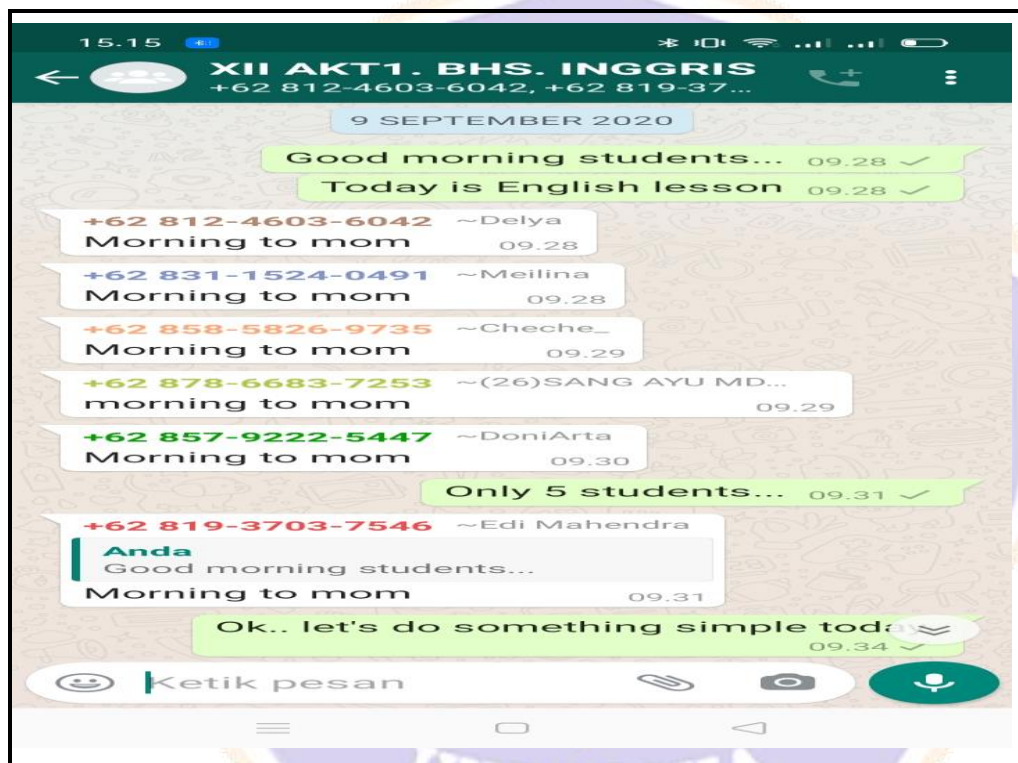 15.15
XII AKT1. BHS. INGGRIS
+62 812-4603-6042, +62 819-37...
9 SEPTEMBER 2020
Good morning students... 09.28
Today is English lesson 09.28
+62 812-4603-6042 ~Delya
Morning to mom 09.28
+62 831-1524-0491 ~Meilina
Morning to mom 09.28
+62 858-5826-9735 ~Cheche_
Morning to mom 09.29
+62 878-6683-7253 ~(26)SANG AYU MD...
morning to mom 09.29
+62 857-9222-5447 ~DoniArta
Morning to mom 09.30
Only 5 students... 09.31
+62 819-3703-7546 ~Edi Mahendra
Anda
Good morning students...
Morning to mom 09.31
Ok.. let's do something simple today
09.34
Ketik pesan